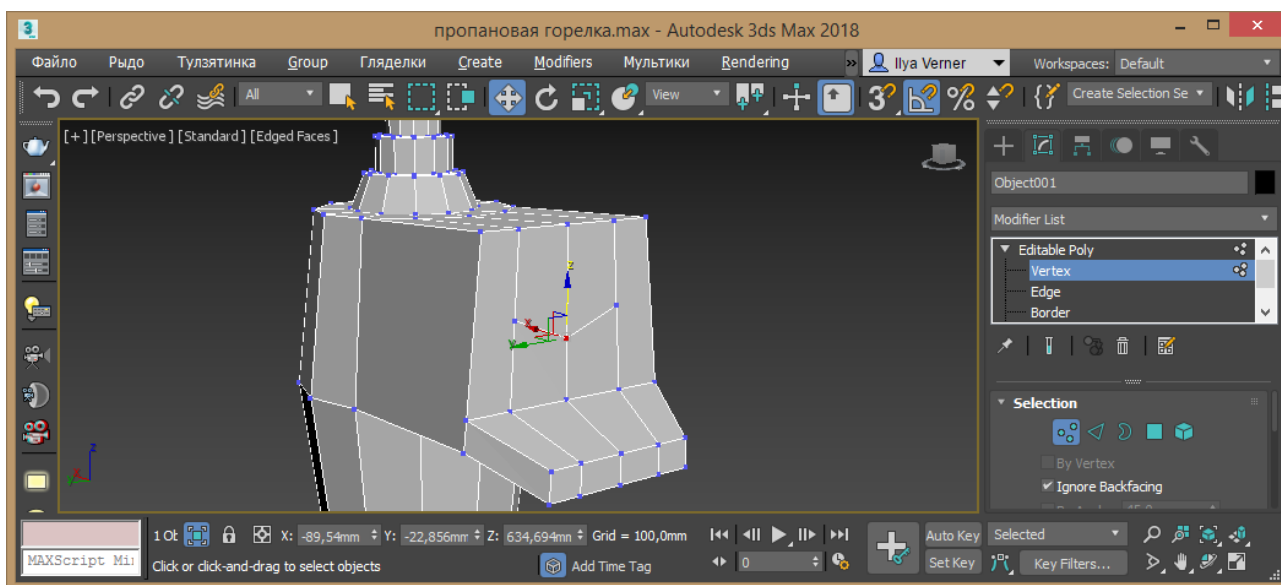 пропановая горелка.max - Autodesk 3ds Max 2018
Файло Рыдо Тулзятинка Group Гляделки Create Modifiers Мультики Rendering » Ilya Verner Workspaces: Default
All View Create Selection Se
[+] [Perspective ] [Standard ] [Edged Faces ]
Object001
Modifier List
Editable Poly
Vertex
Edge
Border
Selection
By Vertex
Ignore Backfacing
z
x
y
z
1 Ob X: -89,54mm Y: -22,856mm Z: 634,694mm Grid = 100,0mm Auto Key Selected
MAXScript Mi Click or click-and-drag to select objects Add Time Tag 0 Set Key Key Filters...